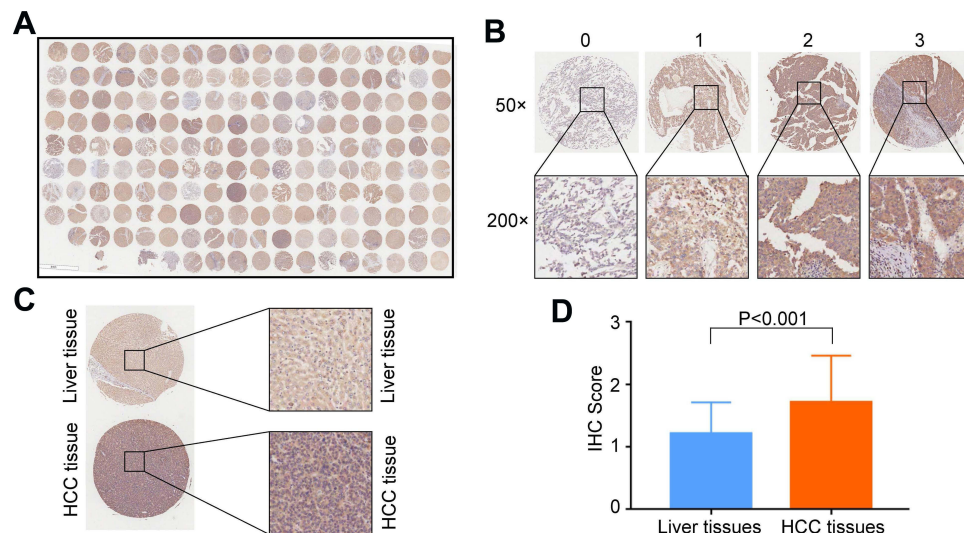 A
B
0 1 2 3
50×
200×
C
Liver tissue
Liver tissue
HCC tissue
HCC tissue
D
P<0.001
IHC Score
3
2
1
0
Liver tissues HCC tissues